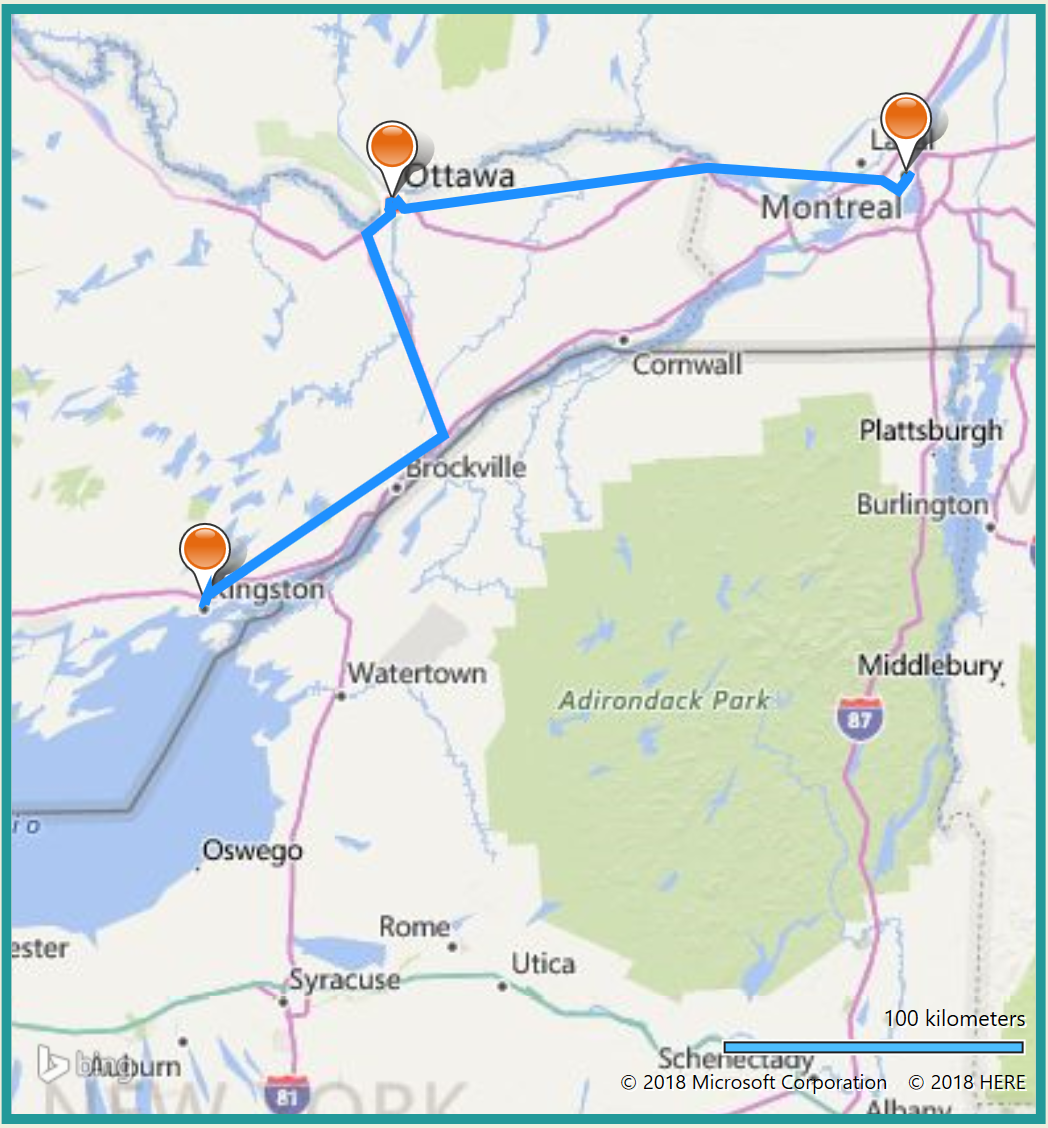 Ottawa
Laval
Montreal
Cornwall
Plattsburgh
Brockville
Burlington
Kingston
Middlebury
Watertown
Adirondack Park
87
Oswego
Rome
ester
Utica
Syracuse
100 kilometers
bing
Auburn
Schenectady
© 2018 Microsoft Corporation © 2018 HERE
81
NEW YORK
Albany